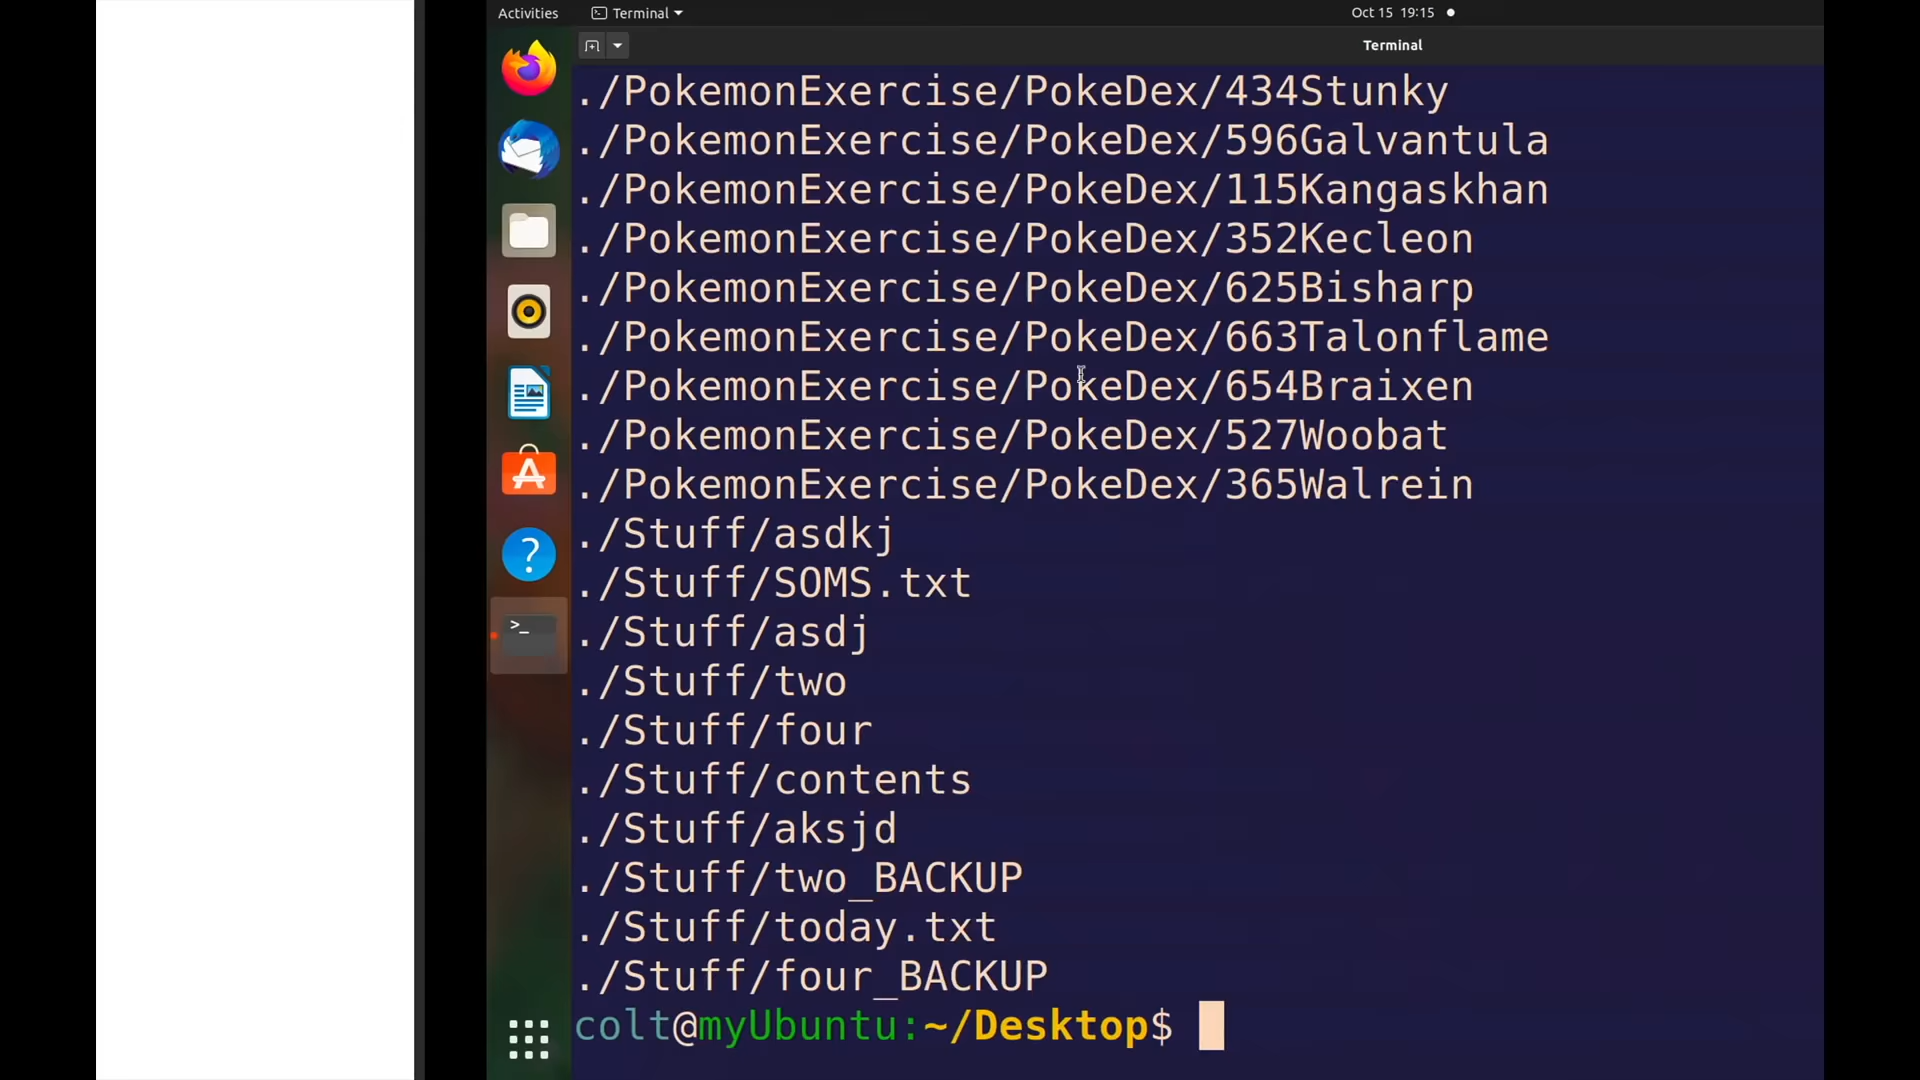 Activities
Terminal
Oct 15 19:15
Terminal
./PokemonExercise/PokeDex/434Stunky
./PokemonExercise/PokeDex/596Galvantula
./PokemonExercise/PokeDex/115Kangaskhan
./PokemonExercise/PokeDex/352Kecleon
./PokemonExercise/PokeDex/625Bisharp
./PokemonExercise/PokeDex/663Talonflame
./PokemonExercise/PokeDex/654Braixen
./PokemonExercise/PokeDex/527Woobat
./PokemonExercise/PokeDex/365Walrein
./Stuff/asdkj
./Stuff/SOMS.txt
./Stuff/asdj
./Stuff/two
./Stuff/four
./Stuff/contents
./Stuff/aksjd
./Stuff/two_BACKUP
./Stuff/today.txt
./Stuff/four_BACKUP
colt@myUbuntu:~/Desktop$